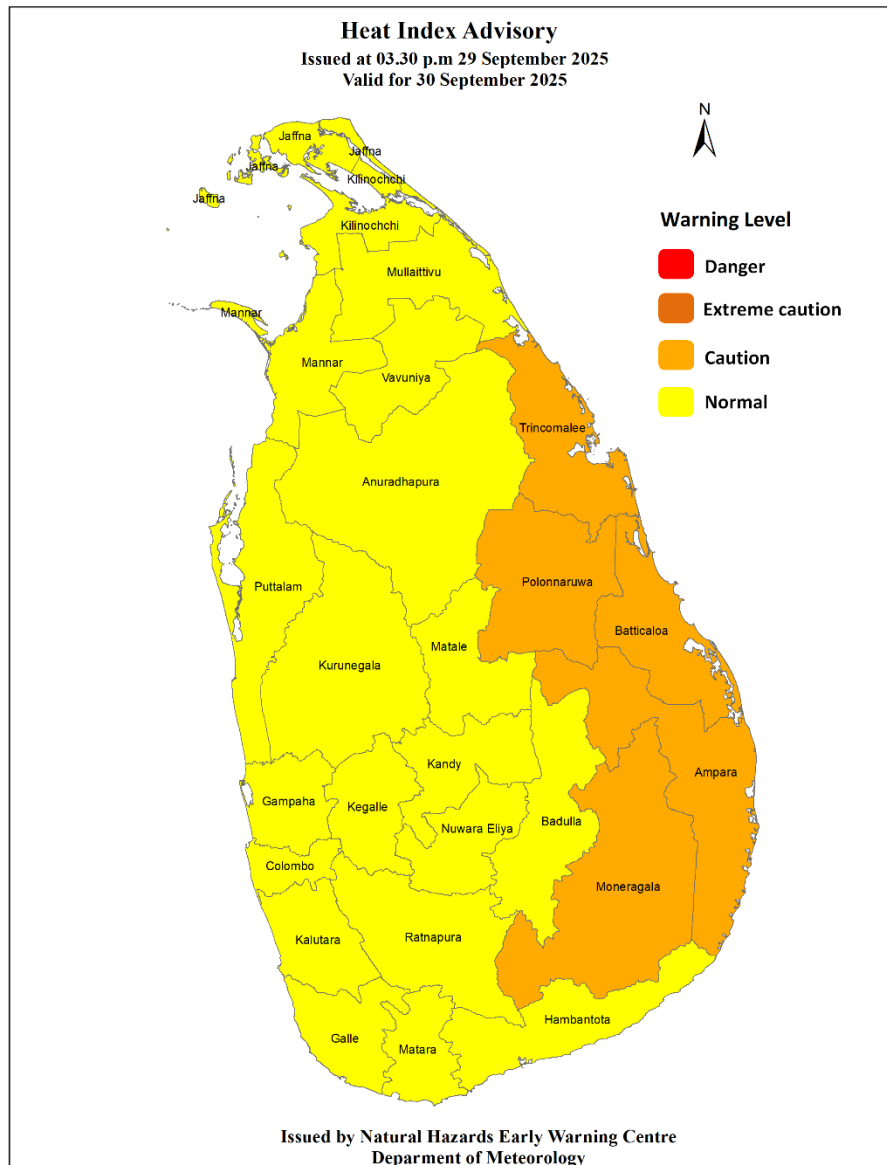 Heat Index Advisory
Issued at 03.30 p.m 29 September 2025
Valid for 30 September 2025
N
Jaffna
Jaffna
Jaffna
Kilinochchi
Jaffna
Kilinochchi
Mullaittivu
Mannar
Mannar
Vavuniya
Trincomalee
Anuradhapura
Polonnaruwa
Puttalam
Batticaloa
Matale
Kurunegala
Kandy
Ampara
Gampaha
Kegalle
Nuwara Eliya
Badulla
Colombo
Moneragala
Kalutara
Ratnapura
Hambantota
Galle
Matara
Warning Level
Danger
Extreme caution
Caution
Normal
Issued by Natural Hazards Early Warning Centre
Deparment of Meteorology